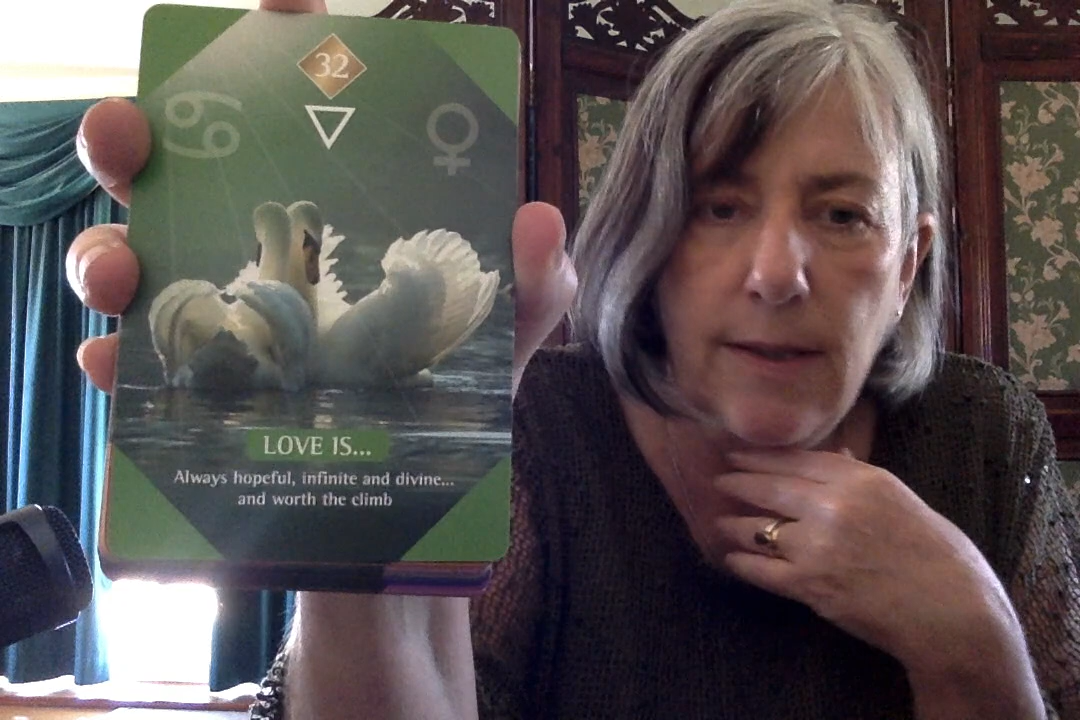 32
LOVE IS...
Always hopeful, infinite and divine...
and worth the climb